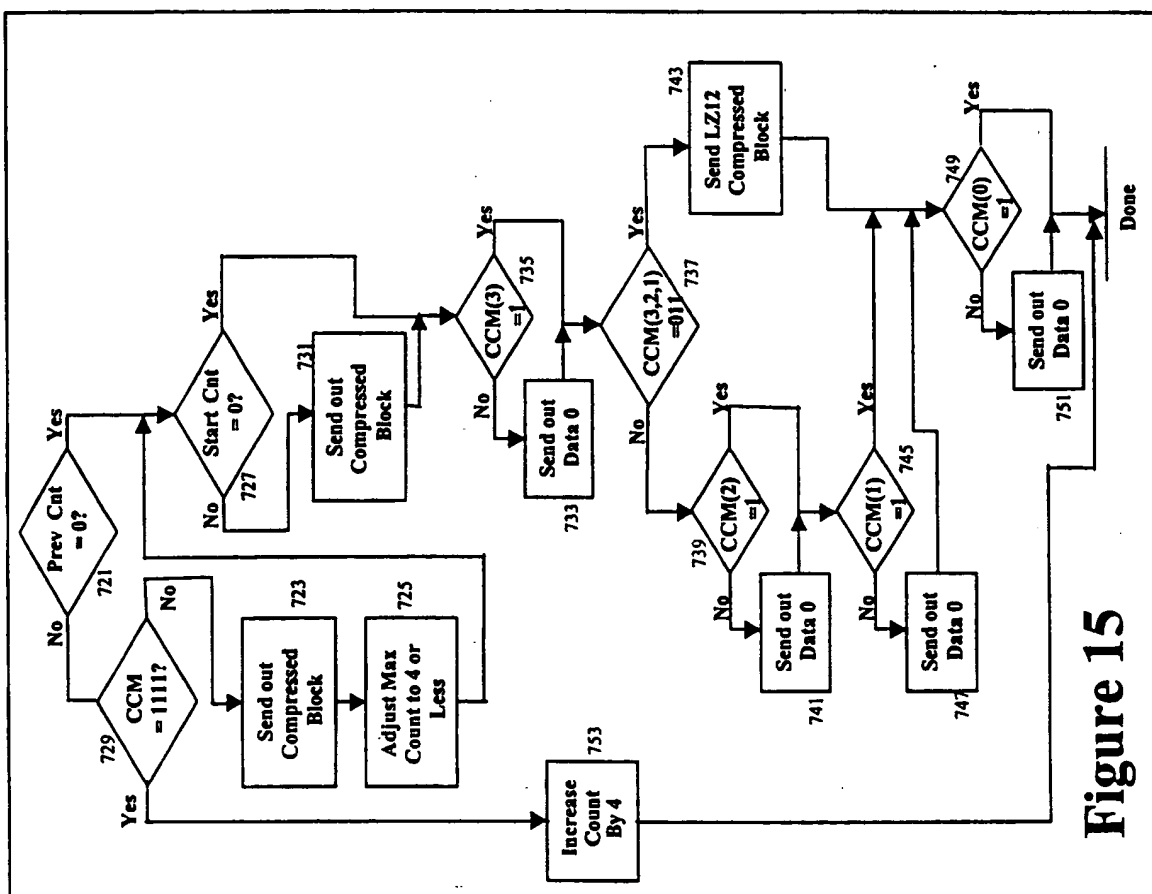 Prev Cnt
= 0?
721
No
Yes
CCM
= 1111?
729
Yes
No
723
Send out
Compressed
Block
725
Adjust Max
Count to 4 or
Less
753
Increase
Count
By 4
Start Cnt
= 0?
727
No
Yes
731
Send out
Compressed
Block
CCM(3)
=1
735
No
Yes
Send out
Data 0
733
CCM(3,2,1)
=011
737
No
Yes
743
Send LZ12
Compressed
Block
739
CCM(2)
=1
No
Yes
Send out
Data 0
741
CCM(1)
=1
745
No
Yes
Send out
Data 0
747
749
CCM(0)
=1
No
Yes
Send out
Data 0
751
Done
Figure 15